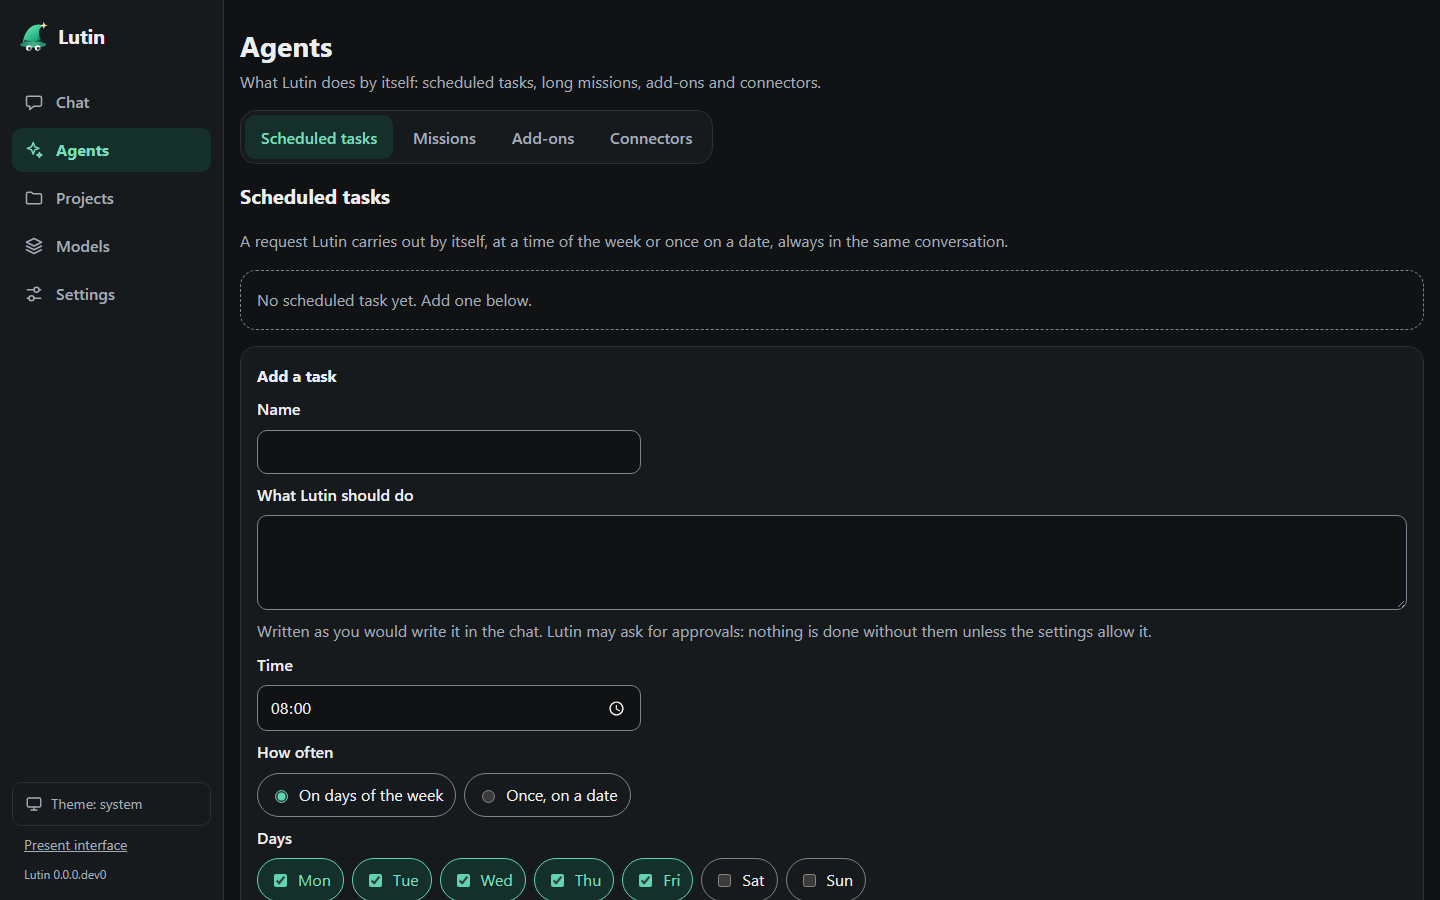 Lutin
Chat
Agents
Projects
Models
Settings
Theme: system
Present interface
Lutin 0.0.0.dev0
Agents
What Lutin does by itself: scheduled tasks, long missions, add-ons and connectors.
Scheduled tasks
Missions
Add-ons
Connectors
Scheduled tasks
A request Lutin carries out by itself, at a time of the week or once on a date, always in the same conversation.
No scheduled task yet. Add one below.
Add a task
Name
What Lutin should do
Written as you would write it in the chat. Lutin may ask for approvals: nothing is done without them unless the settings allow it.
Time
08:00
How often
On days of the week
Once, on a date
Days
Mon
Tue
Wed
Thu
Fri
Sat
Sun